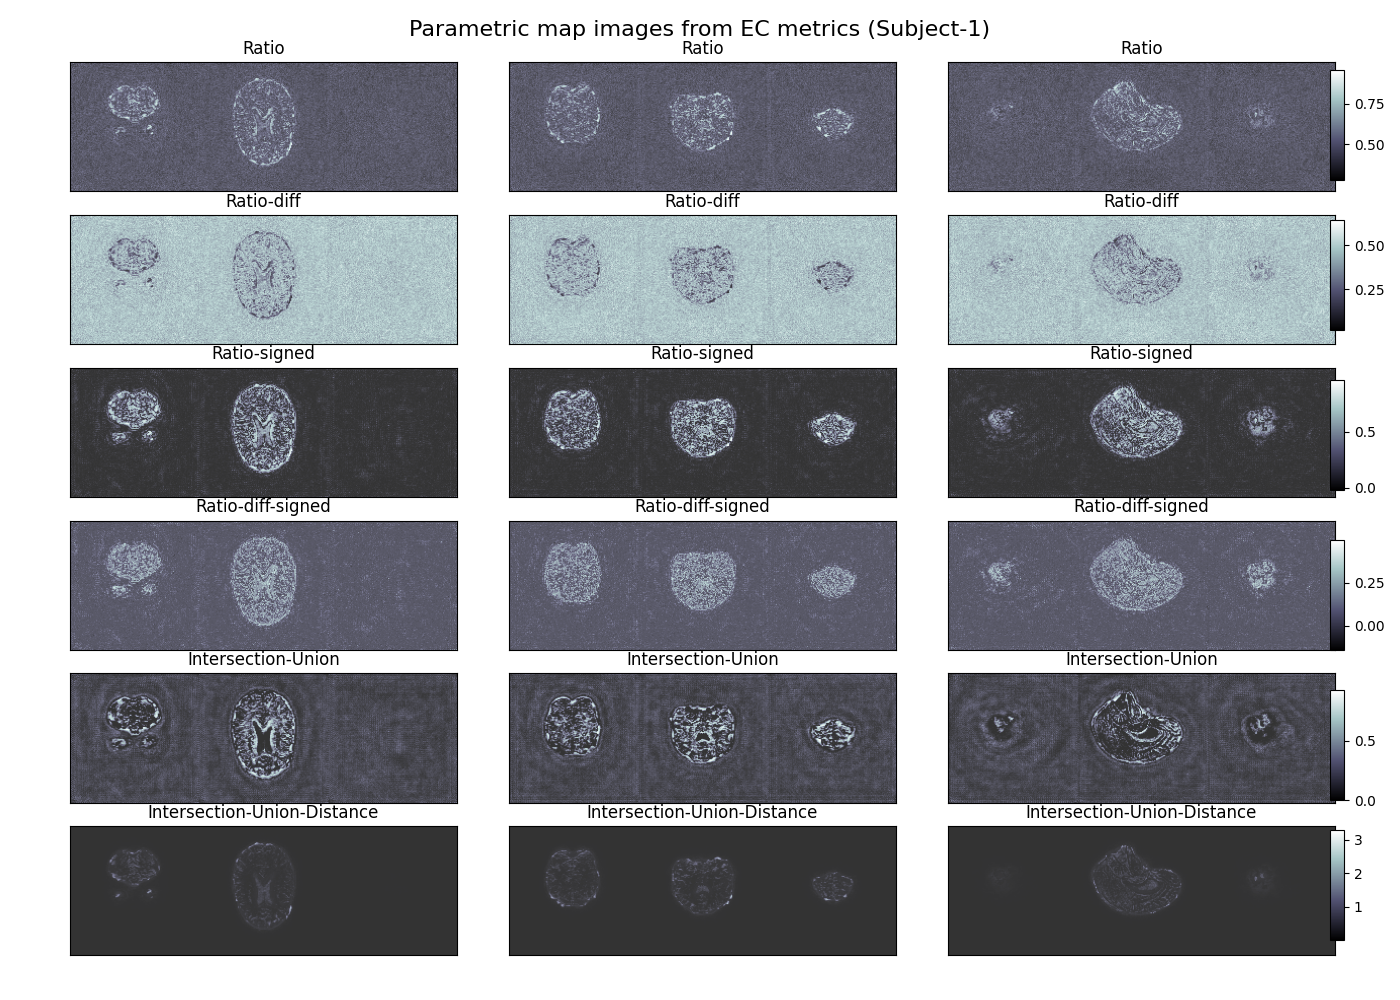 Parametric map images from EC metrics (Subject-1)
Ratio Ratio Ratio
0.75
0.50
Ratio-diff Ratio-diff Ratio-diff
0.50
0.25
Ratio-signed Ratio-signed Ratio-signed
0.5
0.0
Ratio-diff-signed Ratio-diff-signed Ratio-diff-signed
0.25
0.00
Intersection-Union Intersection-Union Intersection-Union
0.5
0.0
Intersection-Union-Distance Intersection-Union-Distance Intersection-Union-Distance
3
2
1